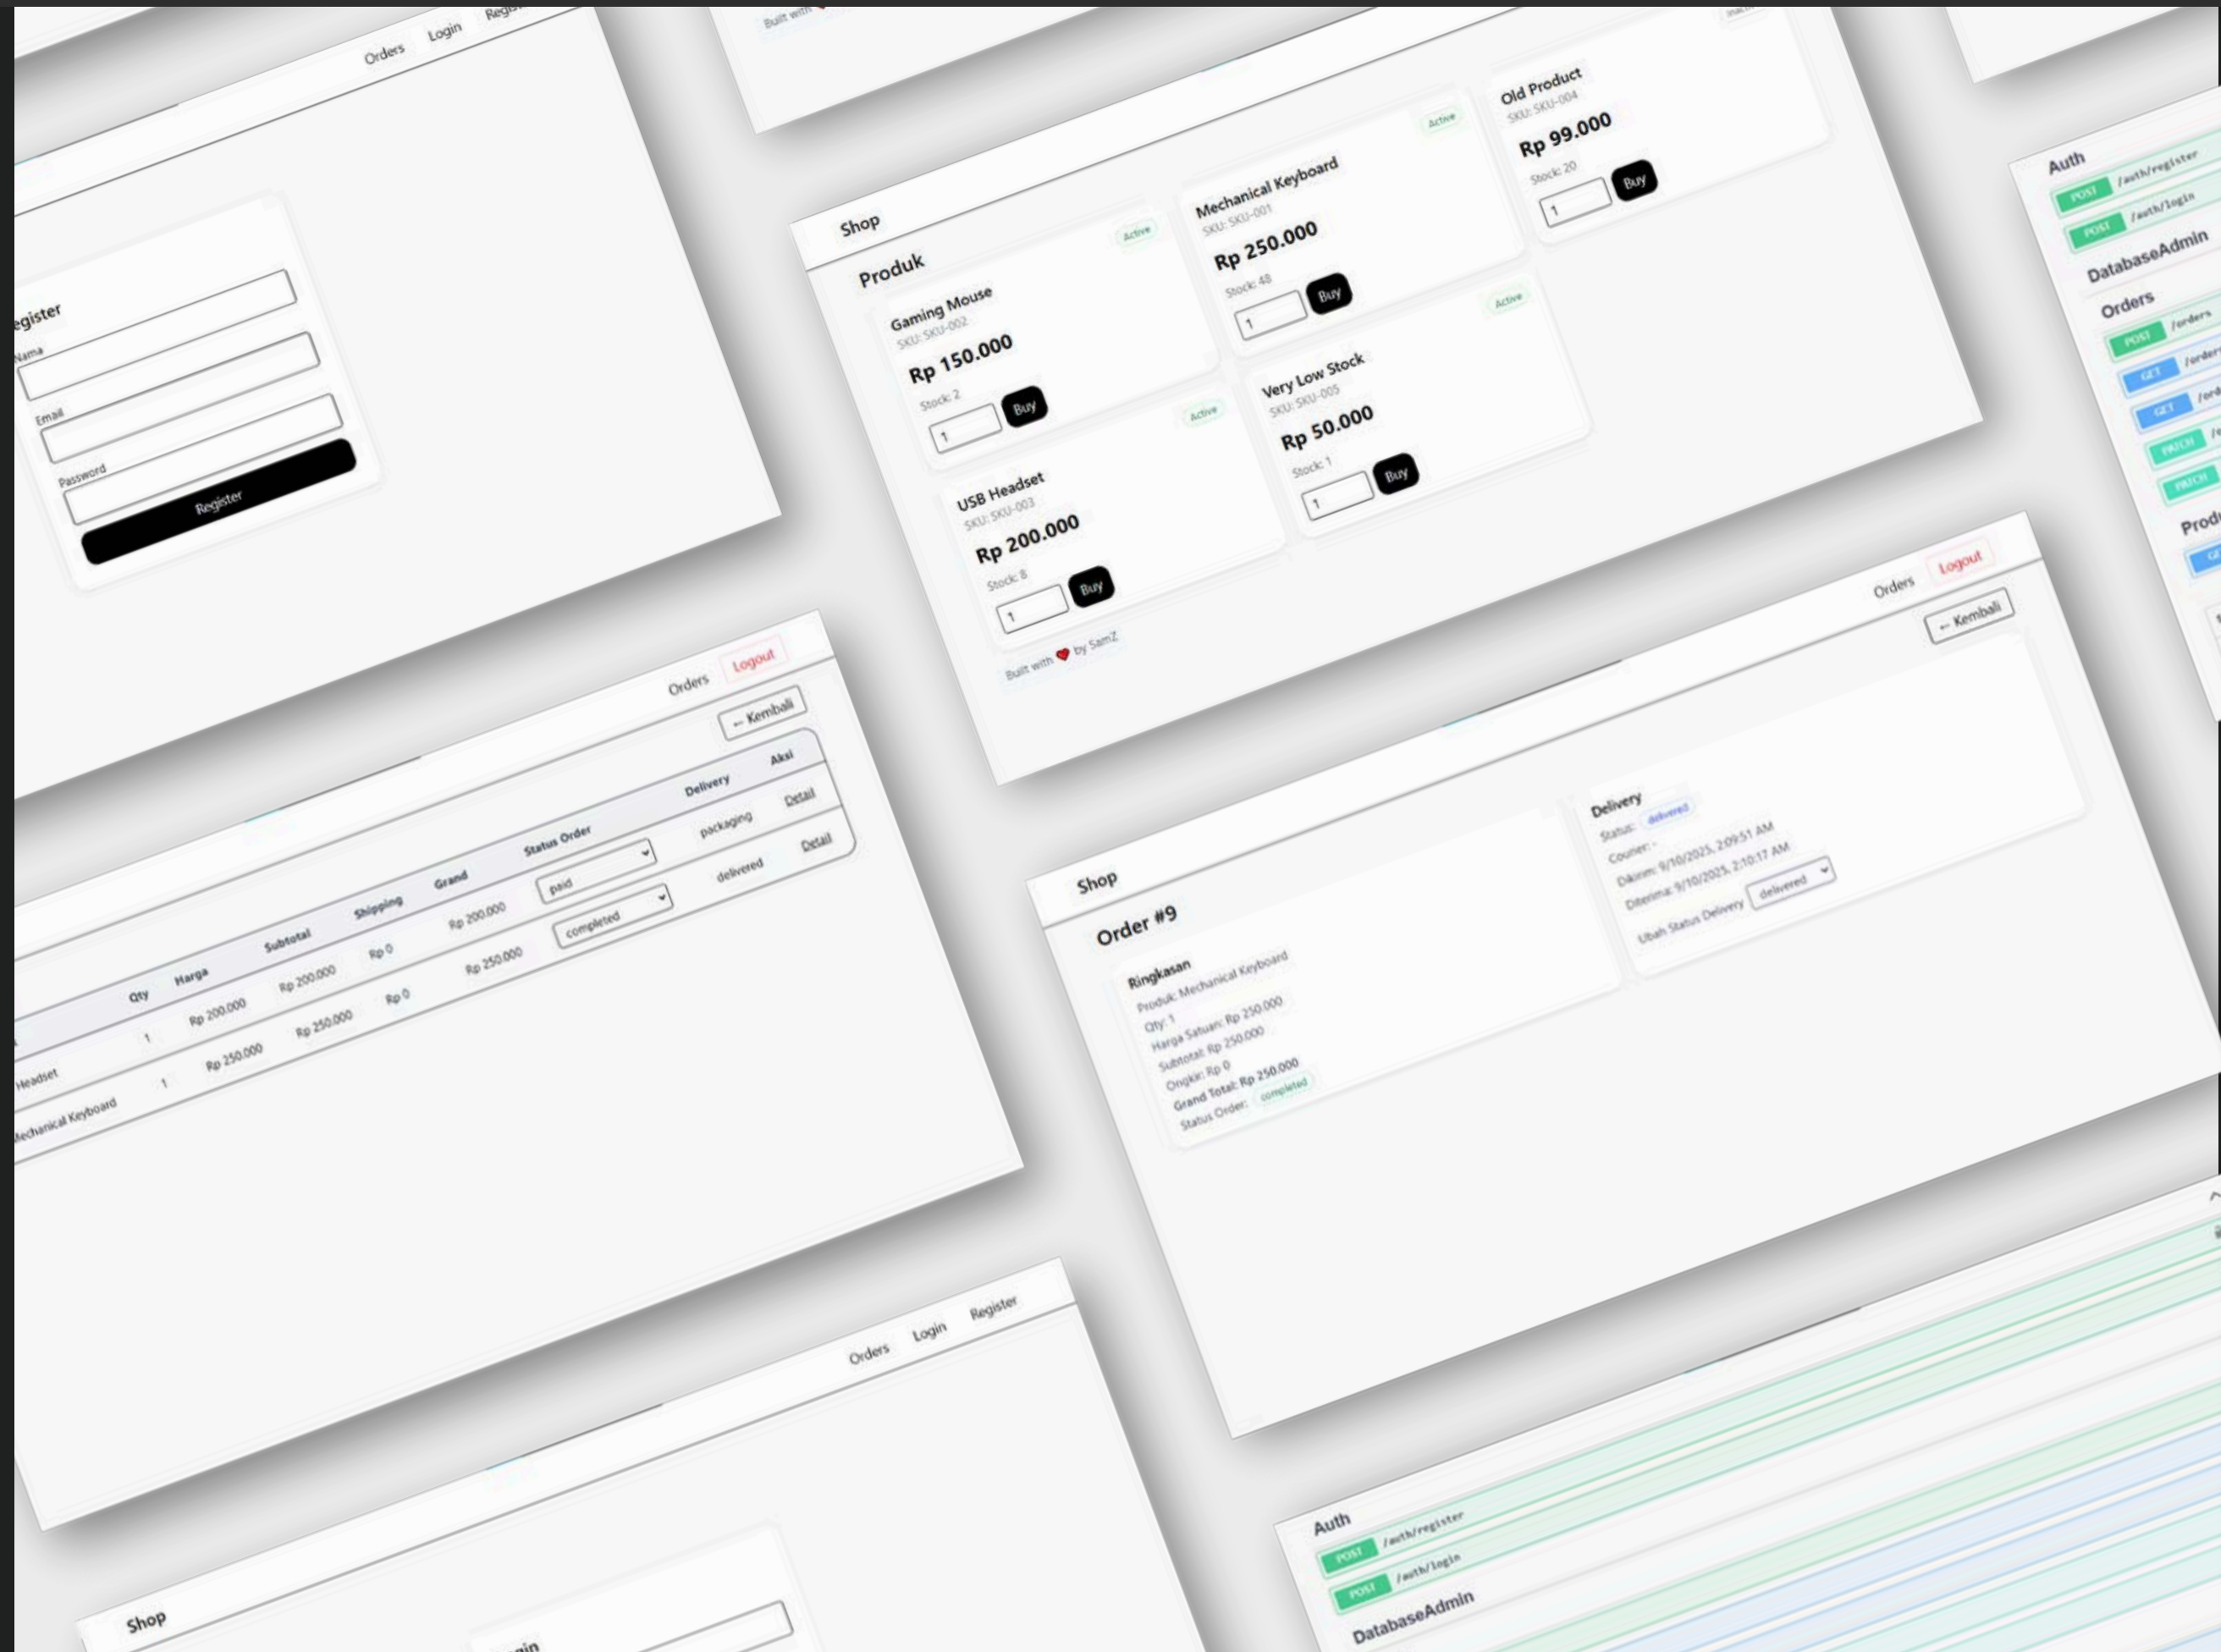 Orders Login
Register
Nama
Email
Password
Register
Built with
Shop
Produk
Gaming Mouse
Active
SKU: SKU-002
Rp 150.000
Stock: 2
1
Buy
Mechanical Keyboard
Active
SKU: SKU-001
Rp 250.000
Stock: 48
1
Buy
Old Product
SKU: SKU-004
Rp 99.000
Stock: 20
1
Buy
USB Headset
Active
SKU: SKU-003
Rp 200.000
Stock: 8
1
Buy
Very Low Stock
Active
SKU: SKU-005
Rp 50.000
Stock: 1
1
Buy
Built with ❤️ by SamZ
Auth
POST /auth/register
POST /auth/login
DatabaseAdmin
Orders
POST /orders
GET
GET
PATCH
PATCH
Orders Logout
← Kembali
Qty Harga Subtotal Shipping Grand Status Order Delivery Aksi
Headset 1 Rp 200.000 Rp 200.000 Rp 0 Rp 200.000 paid packaging Detail
Mechanical Keyboard 1 Rp 250.000 Rp 250.000 Rp 0 Rp 250.000 completed delivered Detail
Shop Orders Logout
Order #9 ← Kembali
Ringkasan
Produk: Mechanical Keyboard
Qty: 1
Harga Satuan: Rp 250.000
Subtotal: Rp 250.000
Ongkir: Rp 0
Grand Total: Rp 250.000
Status Order: completed
Delivery
Status: delivered
Courier: -
Dikirim: 9/10/2025, 2:09:51 AM
Diterima: 9/10/2025, 2:10:17 AM
Ubah Status Delivery delivered
Shop Orders Login Register
Auth
POST /auth/register
POST /auth/login
DatabaseAdmin